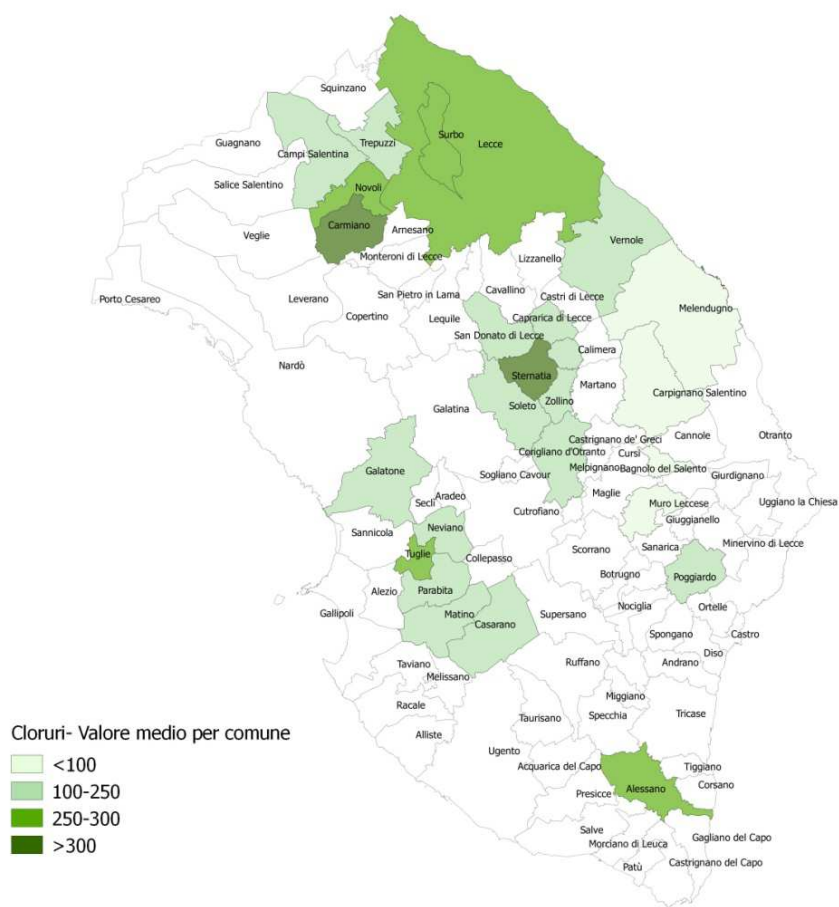 Squinzano
Surbo
Lecce
Trepuzzi
Guagnano
Campi Salentina
Salice Salentino
Novoli
Carmiano
Arnesano
Veglie
Vernole
Monteroni di Lecce
Lizzanello
Porto Cesareo
Leverano
San Pietro in Lama
Cavallino
Castri di Lecce
Melendugno
Copertino
Lequile
Caprarica di Lecce
San Donato di Lecce
Calimera
Nardò
Sternatia
Martano
Carpignano Salentino
Galatina
Soleto
Zollino
Castrignano de' Greci
Cannole
Otranto
Corigliano d'Otranto
Cursi
Galatone
Sogliano Cavour
Melpignano
Bagnolo del Salento
Giurdignano
Secli
Aradeo
Maglie
Muro Leccese
Uggiano la Chiesa
Cutrofiano
Giuggianello
Sannicola
Neviano
Tuglie
Collepasso
Scorrano
Sanarica
Minervino di Lecce
Botrugno
Poggiardo
Alezio
Parabita
Gallipoli
Matino
Casarano
Supersano
Nociglia
Ortelle
Spongano
Castro
Diso
Taviano
Melissano
Ruffano
Andrano
Racale
Miggiano
Alliste
Taurisano
Specchia
Tricase
Ugento
Acquarica del Capo
Tiggiano
Presicce
Alessano
Corsano
Salve
Gagliano del Capo
Morciano di Leuca
Patù
Castrignano del Capo
Cloruri- Valore medio per comune
<100
100-250
250-300
>300